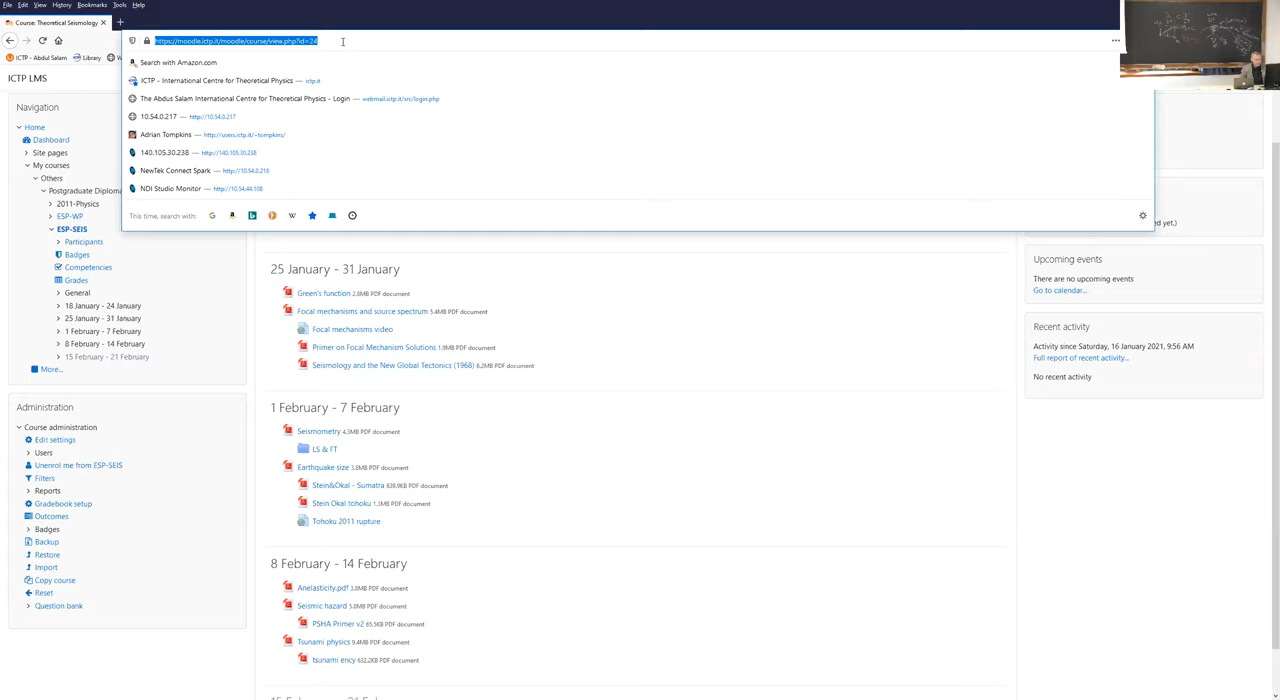 File Edit View History Bookmarks Tools Help
Course: Theoretical Seismology
https://moodle.ictp.it/moodle/course/view.php?id=24
ICTP - Abdus Salam Library
Search with Amazon.com
ICTP - International Centre for Theoretical Physics — ictp.it
The Abdus Salam International Centre for Theoretical Physics - Login — webmail.ictp.it/src/login.php
10.54.0.217 — http://10.54.0.217
Adrian Tompkins — http://users.ictp.it/~tompkins/
140.105.30.238 — http://140.105.30.238
NewTek Connect Spark — http://10.54.0.218
NDI Studio Monitor — http://10.54.44.108
This time, search with:
ICTP LMS
Navigation
Home
Dashboard
Site pages
My courses
Others
Postgraduate Diploma
2011-Physics
ESP-WP
ESP-SEIS
Participants
Badges
Competencies
Grades
General
18 January - 24 January
25 January - 31 January
1 February - 7 February
8 February - 14 February
15 February - 21 February
More...
Administration
Course administration
Edit settings
Users
Unenrol me from ESP-SEIS
Filters
Reports
Gradebook setup
Outcomes
Badges
Backup
Restore
Import
Copy course
Reset
Question bank
25 January - 31 January
Green's function 2.8MB PDF document
Focal mechanisms and source spectrum 5.4MB PDF document
Focal mechanisms video
Primer on Focal Mechanism Solutions 1.9MB PDF document
Seismology and the New Global Tectonics (1968) 6.2MB PDF document
1 February - 7 February
Seismometry 4.3MB PDF document
LS & FT
Earthquake size 3.8MB PDF document
Stein&Okal - Sumatra 639.9KB PDF document
Stein Okal tohoku 1.3MB PDF document
Tohoku 2011 rupture
8 February - 14 February
Anelasticity.pdf 3.8MB PDF document
Seismic hazard 5.8MB PDF document
PSHA Primer v2 65.5KB PDF document
Tsunami physics 9.4MB PDF document
tsunami ency 632.2KB PDF document
yet.)
Upcoming events
There are no upcoming events
Go to calendar...
Recent activity
Activity since Saturday, 16 January 2021, 9:56 AM
Full report of recent activity...
No recent activity